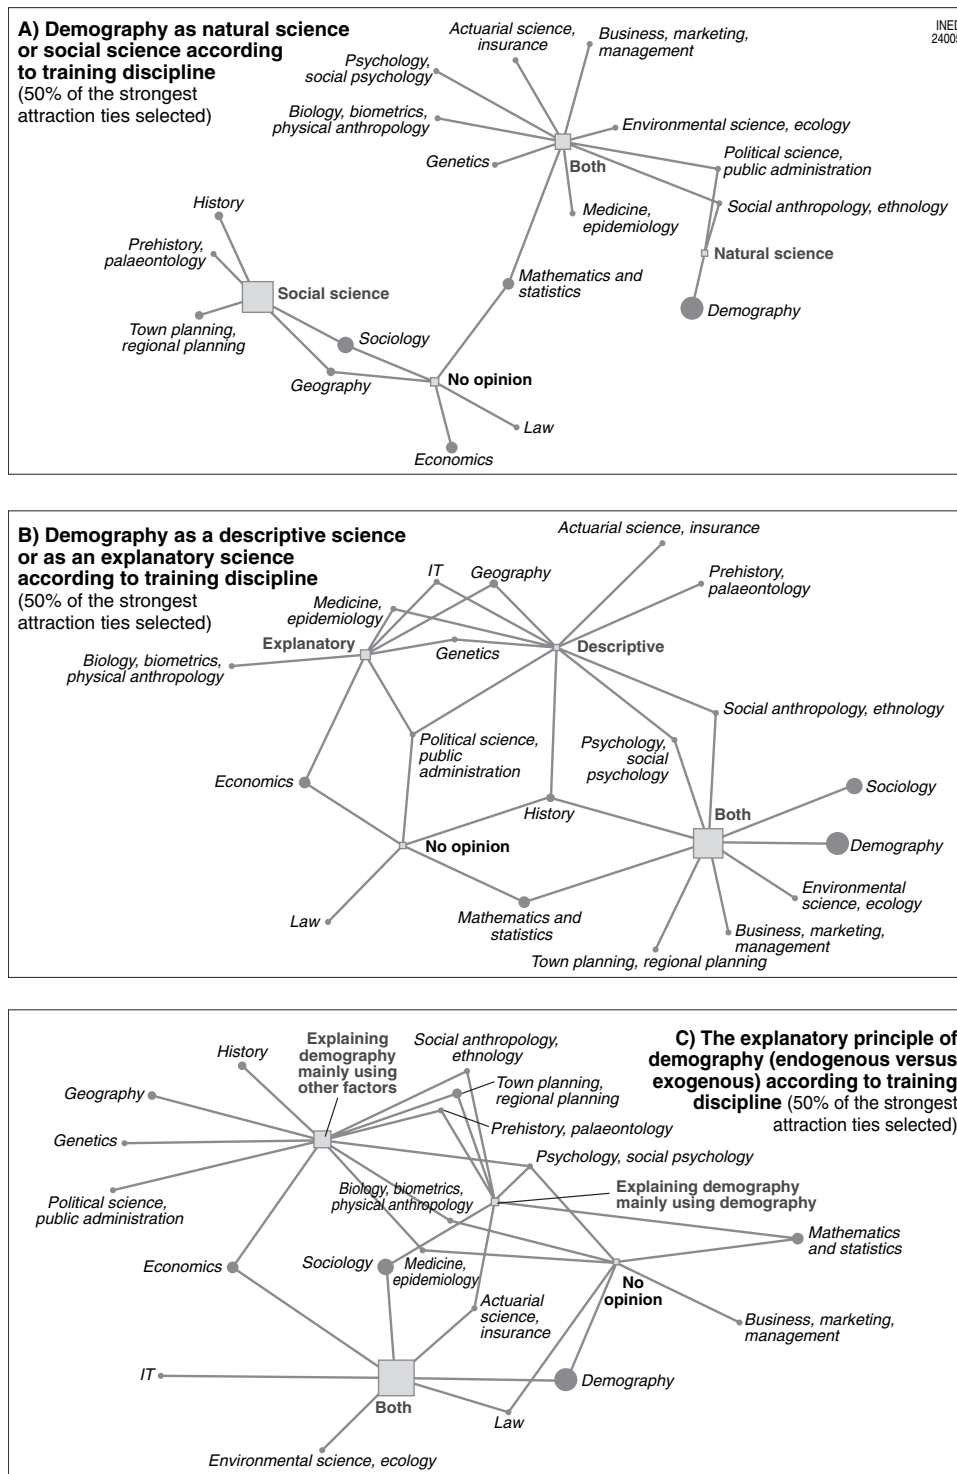 A) Demography as natural science
or social science according
to training discipline
(50% of the strongest
attraction ties selected)
INED
24005
Actuarial science,
insurance
Business, marketing,
management
Psychology,
social psychology
Biology, biometrics,
physical anthropology
Environmental science, ecology
Genetics
Both
Political science,
public administration
History
Medicine,
epidemiology
Social anthropology, ethnology
Prehistory,
palaeontology
Natural science
Mathematics and
statistics
Social science
Demography
Town planning,
regional planning
Sociology
Geography
No opinion
Law
Economics
B) Demography as a descriptive science
or as an explanatory science
according to training discipline
(50% of the strongest
attraction ties selected)
Actuarial science, insurance
IT
Geography
Prehistory,
palaeontology
Medicine,
epidemiology
Explanatory
Genetics
Descriptive
Biology, biometrics,
physical anthropology
Social anthropology, ethnology
Political science,
public
administration
Psychology,
social
psychology
Economics
Sociology
History
Both
No opinion
Demography
Environmental
science, ecology
Law
Mathematics and
statistics
Business, marketing,
management
Town planning, regional planning
C) The explanatory principle of
demography (endogenous versus
exogenous) according to training
discipline (50% of the strongest
attraction ties selected)
Explaining
demography
mainly using
other factors
Social anthropology,
ethnology
History
Geography
Town planning,
regional planning
Prehistory, palaeontology
Genetics
Psychology, social psychology
Biology, biometrics,
physical anthropology
Explaining demography
mainly using demography
Political science,
public administration
Mathematics
and statistics
Economics
Sociology
Medicine,
epidemiology
No
opinion
Actuarial
science,
insurance
Business, marketing,
management
IT
Demography
Both
Law
Environmental science, ecology